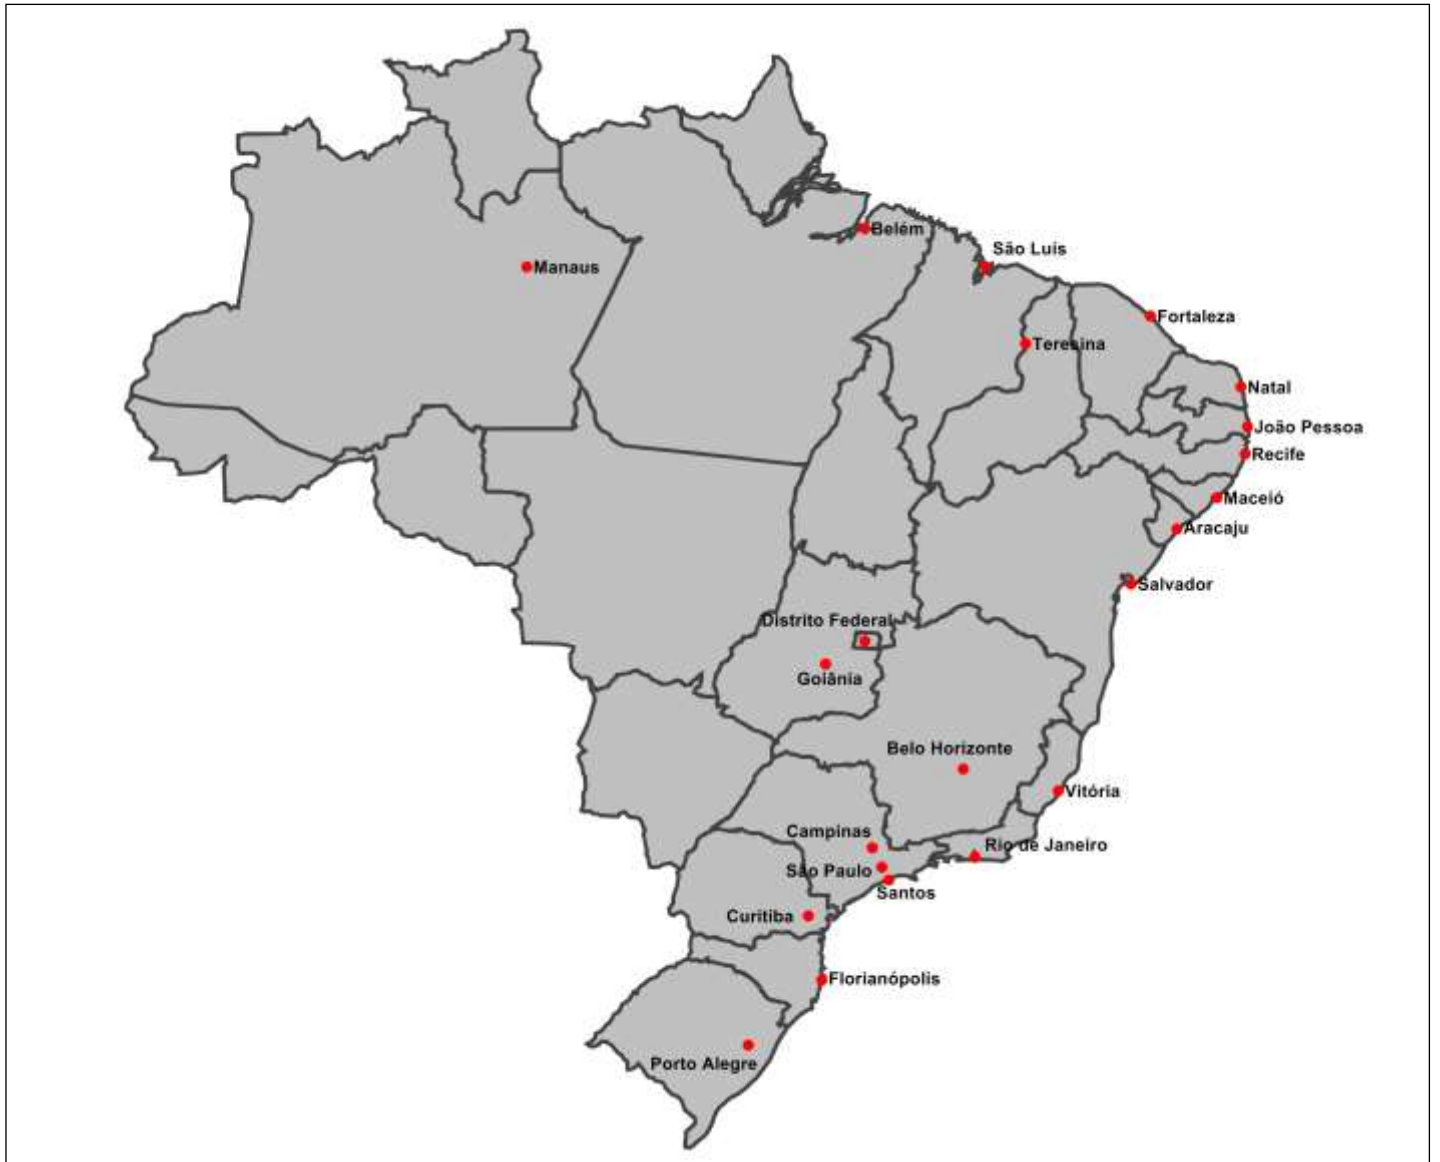 Belém
São Luís
Manaus
Fortaleza
Teresina
Natal
João Pessoa
Recife
Maceió
Aracaju
Salvador
Distrito Federal
Goiânia
Belo Horizonte
Vitória
Campinas
Rio de Janeiro
São Paulo
Santos
Curitiba
Florianópolis
Porto Alegre